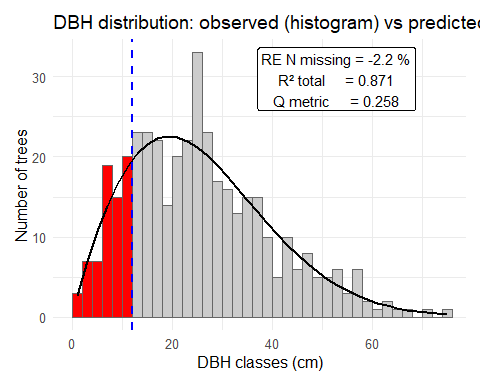 DBH distribution: observed (histogram) vs predicted
RE N missing = -2.2 %
R² total = 0.871
Q metric = 0.258
Number of trees
30
20
10
0
0 20 40 60
DBH classes (cm)